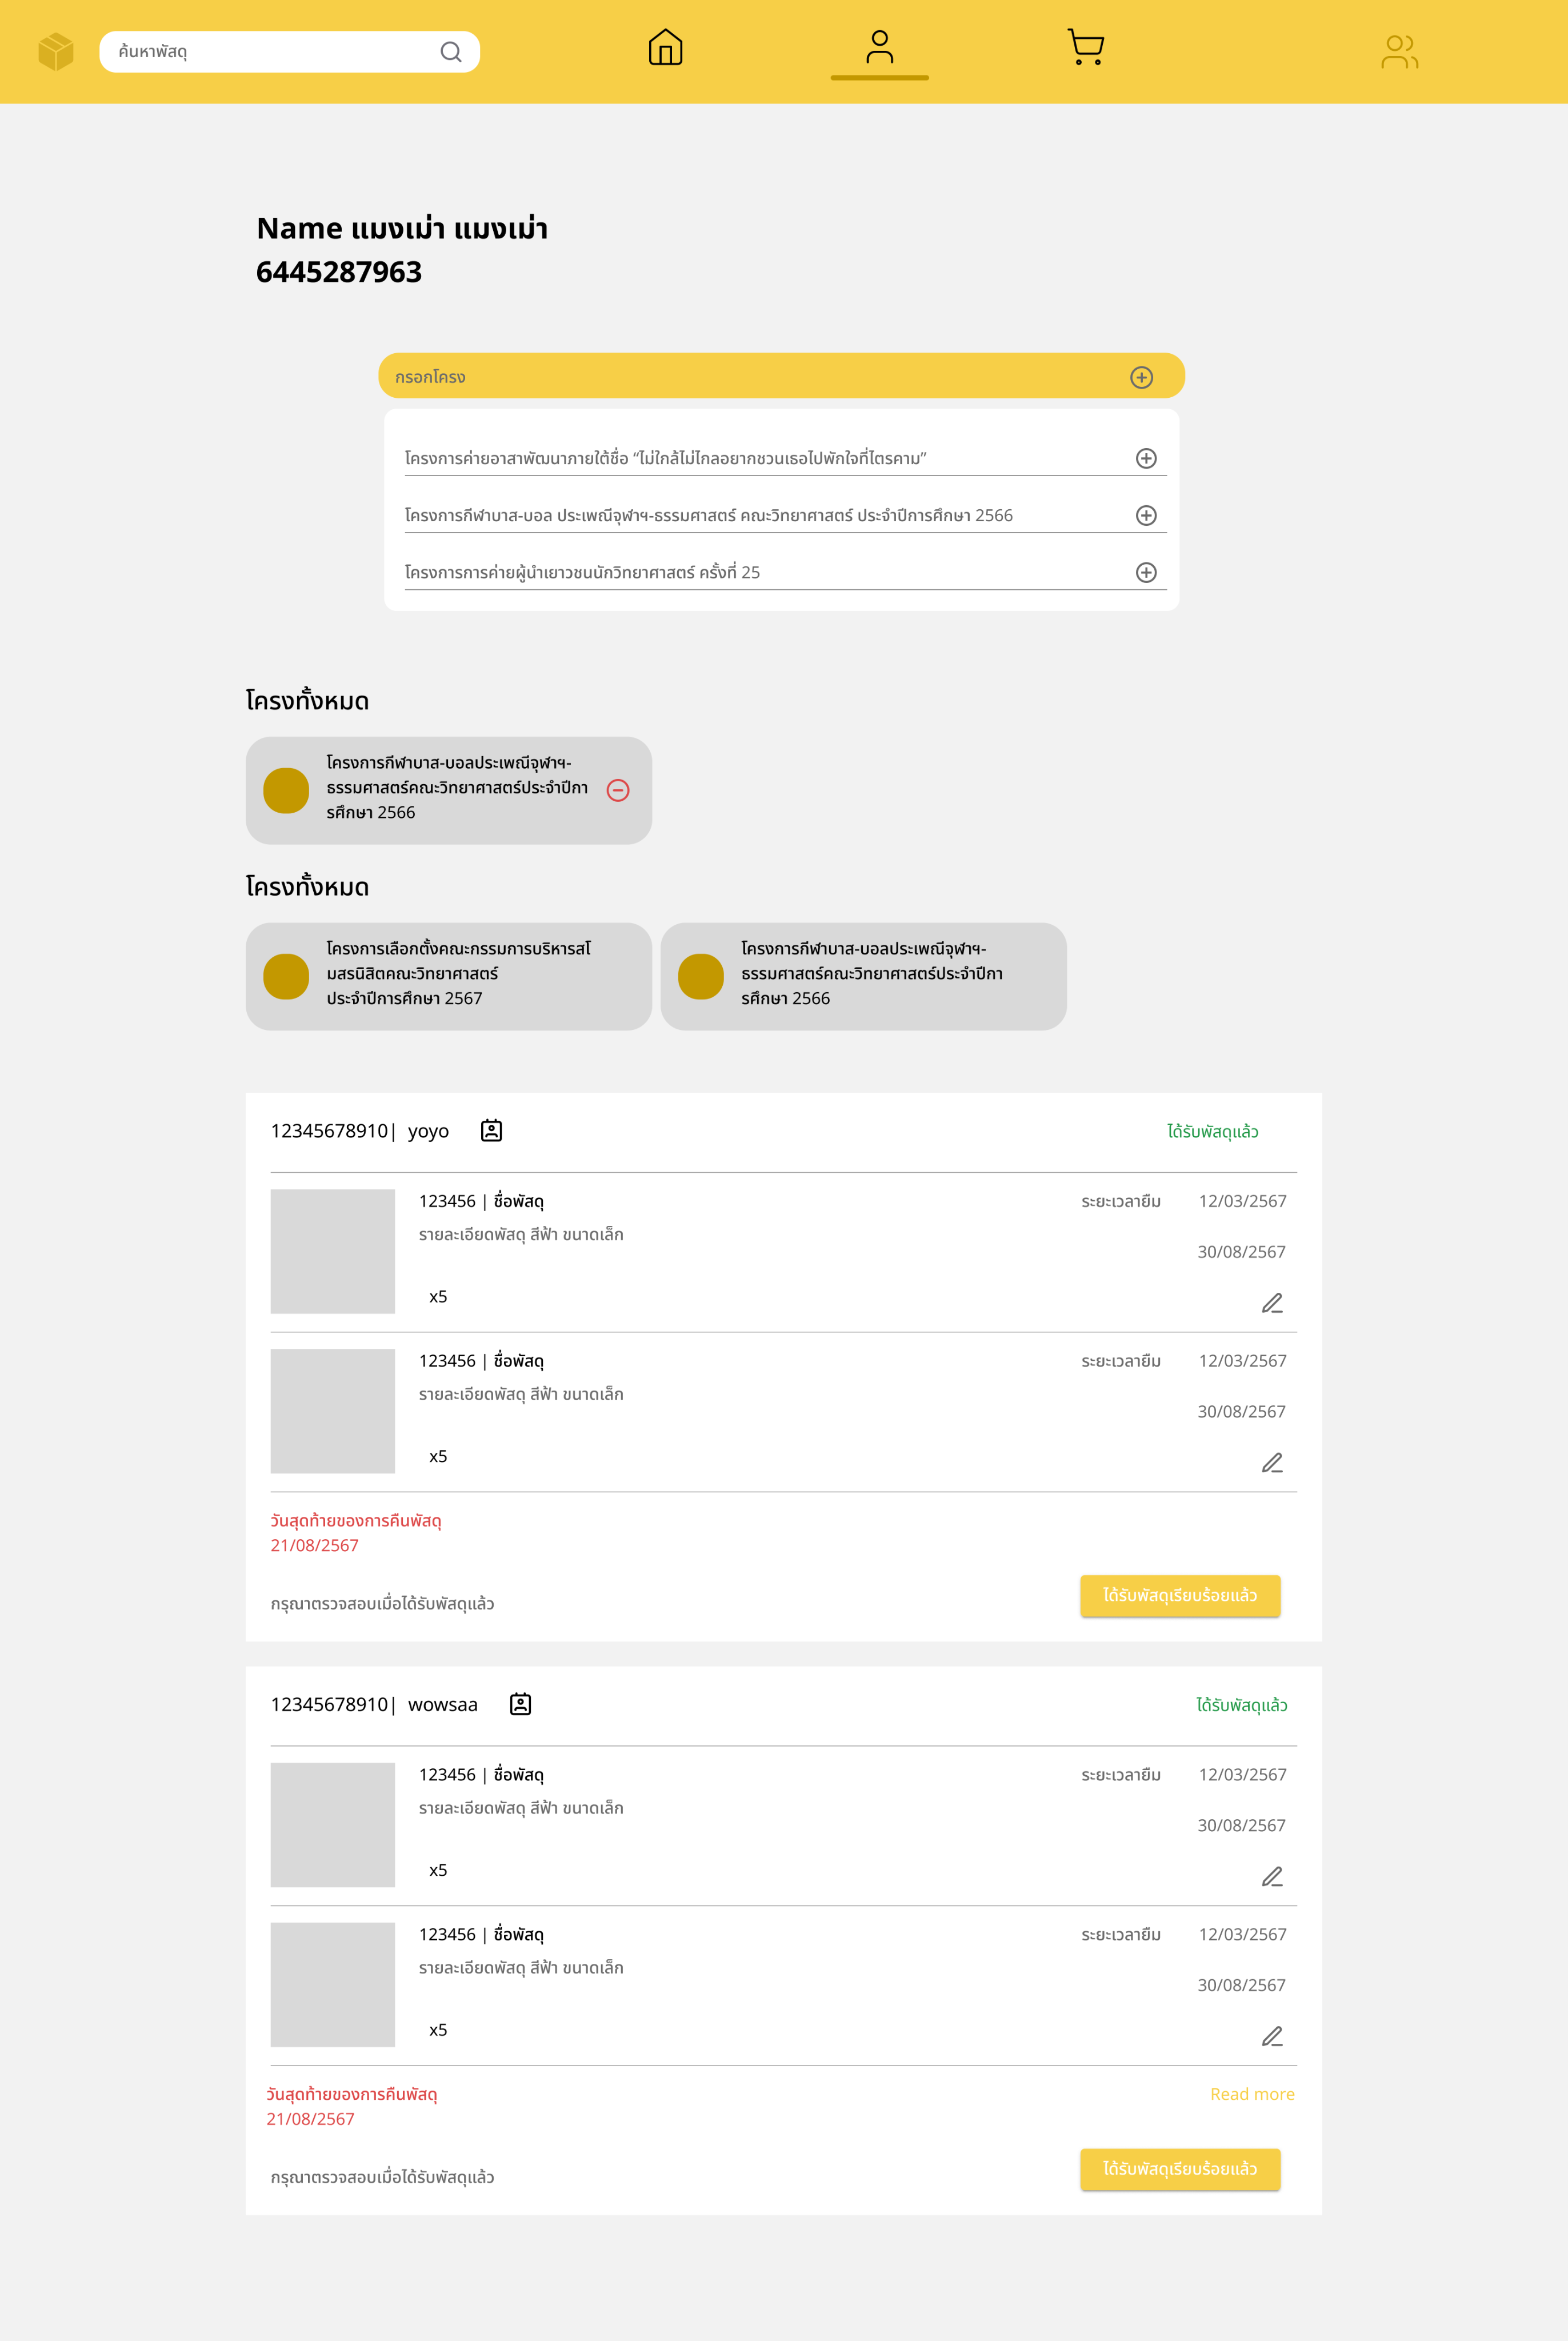 ค้นหาพัสดุ
Name แมงเม่า แมงเม่า
6445287963
กรอกโครง
โครงการค่ายอาสาพัฒนาภายใต้ชื่อ “ไม่ใกล้ไม่ไกลอยากชวนเธอไปพักใจที่ไตรคาม”
โครงการกีฬาบาส-บอล ประเพณีจุฬาฯ-ธรรมศาสตร์ คณะวิทยาศาสตร์ ประจำปีการศึกษา 2566
โครงการการค่ายผู้นำเยาวชนนักวิทยาศาสตร์ ครั้งที่ 25
โครงทั้งหมด
โครงการกีฬาบาส-บอลประเพณีจุฬาฯ-
ธรรมศาสตร์คณะวิทยาศาสตร์ประจำปีกา
รศึกษา 2566
โครงทั้งหมด
โครงการเลือกตั้งคณะกรรมการบริหารสโ
มสรนิสิตคณะวิทยาศาสตร์
ประจำปีการศึกษา 2567
โครงการกีฬาบาส-บอลประเพณีจุฬาฯ-
ธรรมศาสตร์คณะวิทยาศาสตร์ประจำปีกา
รศึกษา 2566
12345678910| yoyo ได้รับพัสดุแล้ว
123456 | ชื่อพัสดุ ระยะเวลายืม 12/03/2567
รายละเอียดพัสดุ สีฟ้า ขนาดเล็ก
30/08/2567
x5
123456 | ชื่อพัสดุ ระยะเวลายืม 12/03/2567
รายละเอียดพัสดุ สีฟ้า ขนาดเล็ก
30/08/2567
x5
วันสุดท้ายของการคืนพัสดุ
21/08/2567
กรุณาตรวจสอบเมื่อได้รับพัสดุแล้ว ได้รับพัสดุเรียบร้อยแล้ว
12345678910| wowsaa ได้รับพัสดุแล้ว
123456 | ชื่อพัสดุ ระยะเวลายืม 12/03/2567
รายละเอียดพัสดุ สีฟ้า ขนาดเล็ก
30/08/2567
x5
123456 | ชื่อพัสดุ ระยะเวลายืม 12/03/2567
รายละเอียดพัสดุ สีฟ้า ขนาดเล็ก
30/08/2567
x5
วันสุดท้ายของการคืนพัสดุ Read more
21/08/2567
กรุณาตรวจสอบเมื่อได้รับพัสดุแล้ว ได้รับพัสดุเรียบร้อยแล้ว